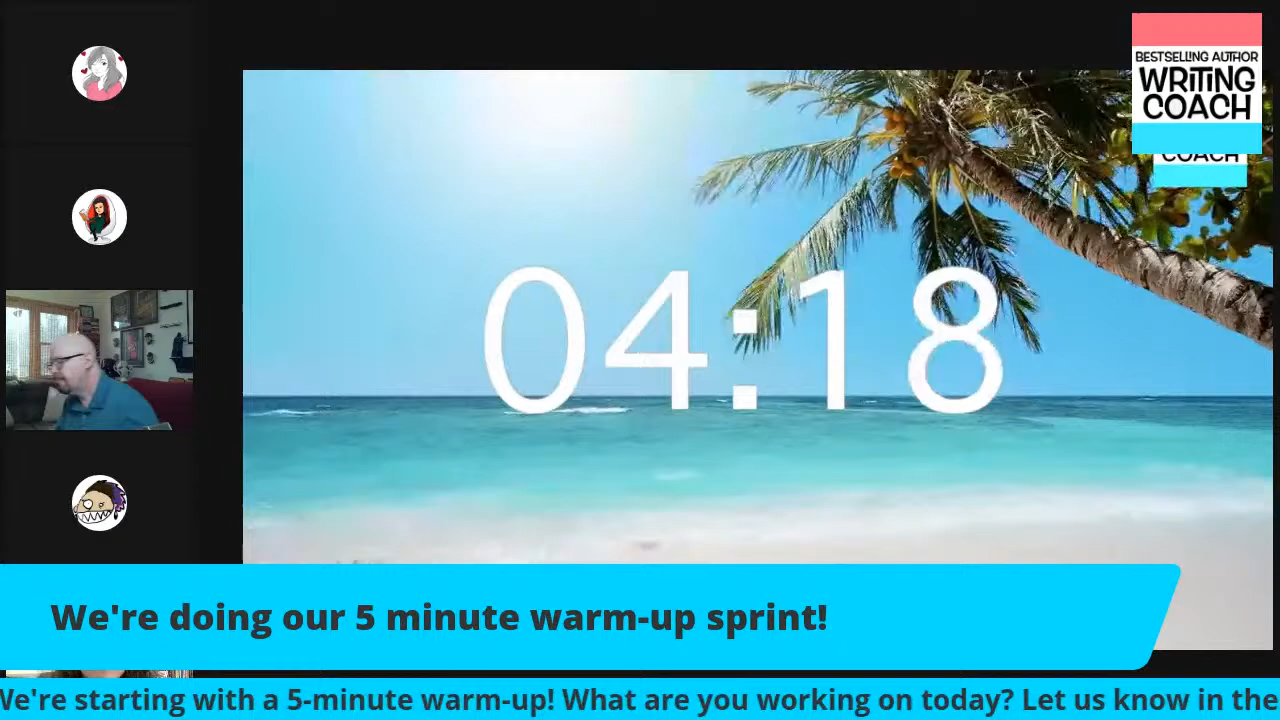 BESTSELLING AUTHOR
WRITING
COACH
COACH
04:18
We're doing our 5 minute warm-up sprint!
We're starting with a 5-minute warm-up! What are you working on today? Let us know in the